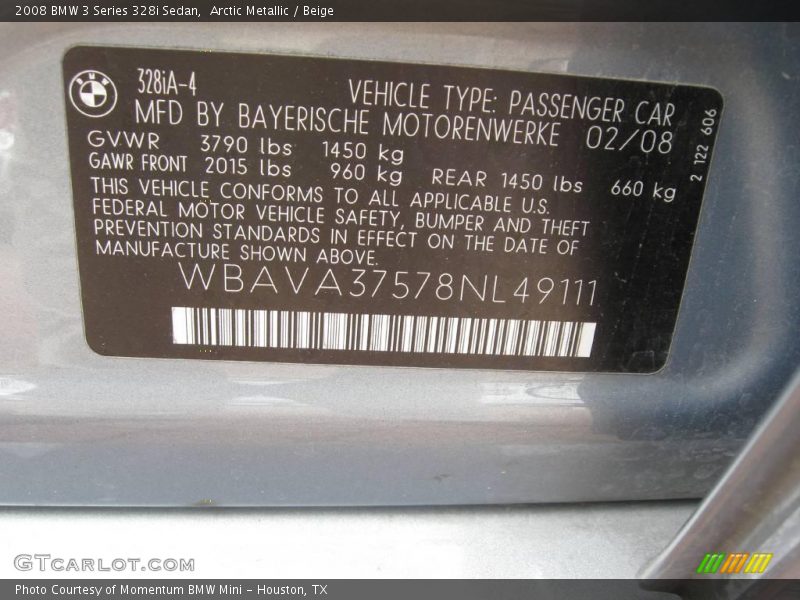 2008 BMW 3 Series 328i Sedan, Arctic Metallic / Beige
BMW
328iA-4
VEHICLE TYPE: PASSENGER CAR
MFD BY BAYERISCHE MOTORENWERKE 02/08
GVWR 3790 lbs 1450 kg
GAWR FRONT 2015 lbs 960 kg REAR 1450 lbs 660 kg
THIS VEHICLE CONFORMS TO ALL APPLICABLE U.S.
FEDERAL MOTOR VEHICLE SAFETY, BUMPER AND THEFT
PREVENTION STANDARDS IN EFFECT ON THE DATE OF
MANUFACTURE SHOWN ABOVE.
WBAVA37578NL49111
2 122 606
GTCARLOT.COM
Photo Courtesy of Momentum BMW Mini - Houston, TX